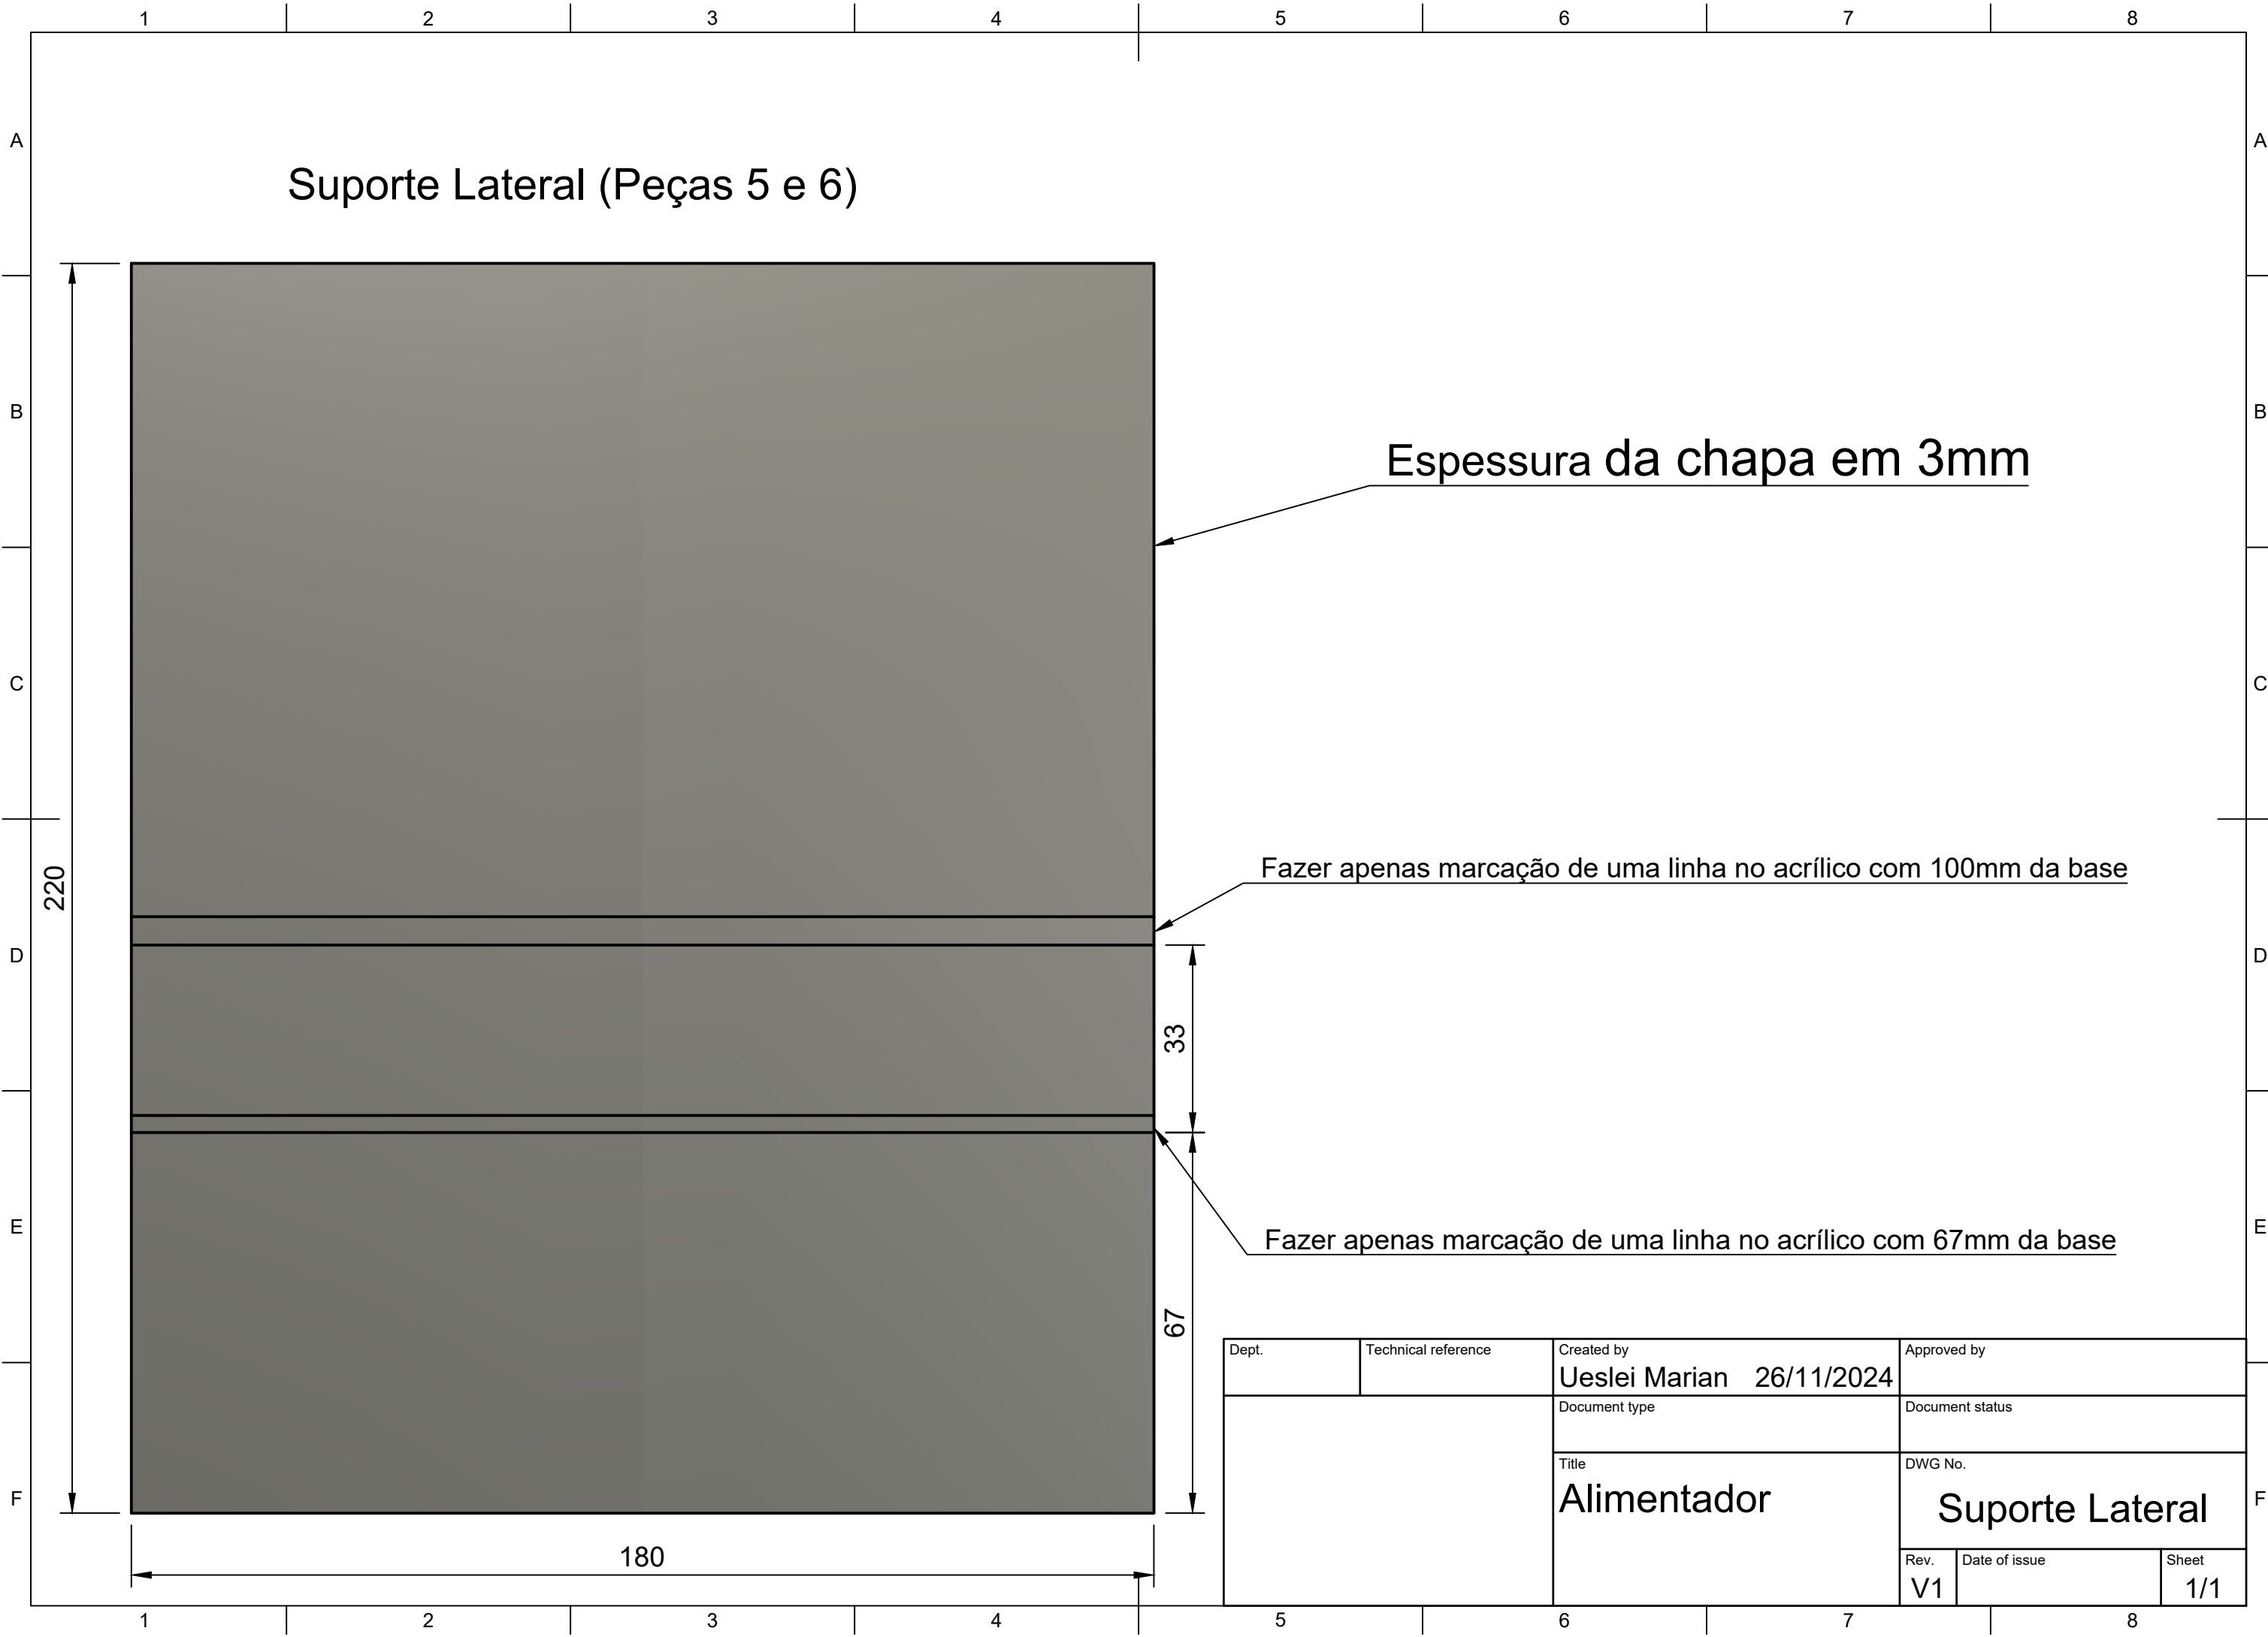 1 2 3 4 5 6 7 8
A A
Suporte Lateral (Peças 5 e 6)
B B
Espessura da chapa em 3mm
C C
220
Fazer apenas marcação de uma linha no acrílico com 100mm da base
D D
33
E E
Fazer apenas marcação de uma linha no acrílico com 67mm da base
67
Dept. Technical reference Created by Approved by
Ueslei Marian 26/11/2024
Document type Document status
Title DWG No.
Alimentador
Suporte Lateral
F F
180
Rev. Date of issue Sheet
V1 1/1
1 2 3 4 5 6 7 8